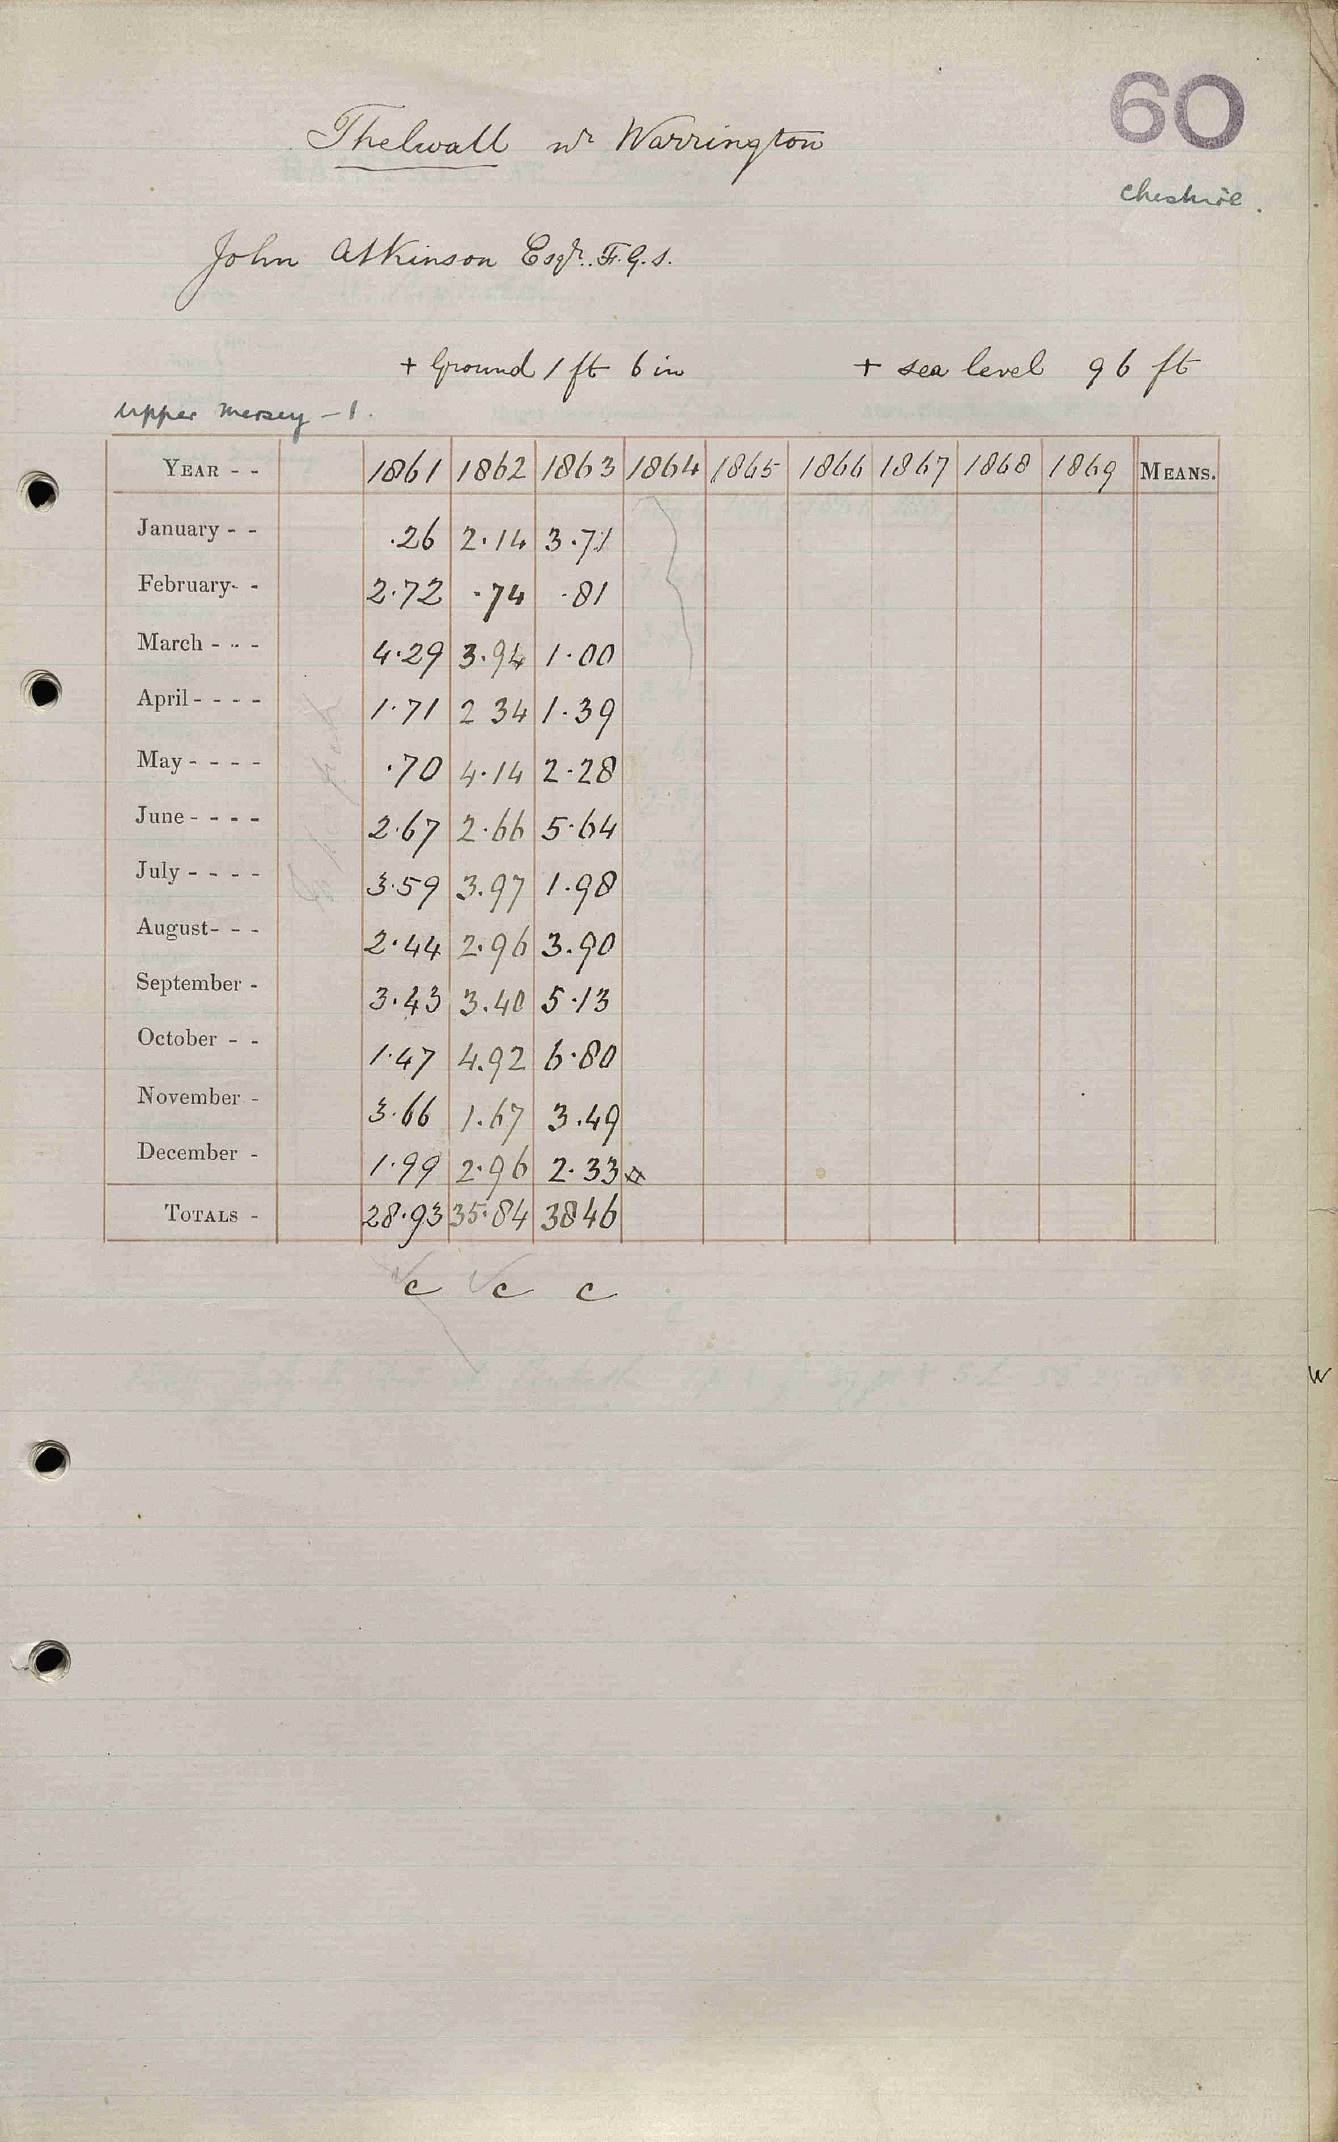 60
Thelwall nr Warrington
Cheshire.
John Atkinson Esqr. F.G.S.
+ Ground 1 ft 6 in + sea level 96 ft
Upper Mersey - 1.
YEAR - - 1861 1862 1863 1864 1865 1866 1867 1868 1869 MEANS.
January - - .26 2.14 3.71
February - - 2.72 .74 .81
March - - - 4.29 3.94 1.00
April - - - - 1.71 2 34 1.39
May - - - - .70 4.14 2.28
June - - - - 2.67 2.66 5.64
July - - - - 3.59 3.97 1.98
August - - - 2.44 2.96 3.90
September - 3.43 3.40 5.13
October - - 1.47 4.92 6.80
November - 3.66 1.67 3.49
December - 1.99 2.96 2.33
TOTALS - 28.93 35.84 38 46
c c c
W